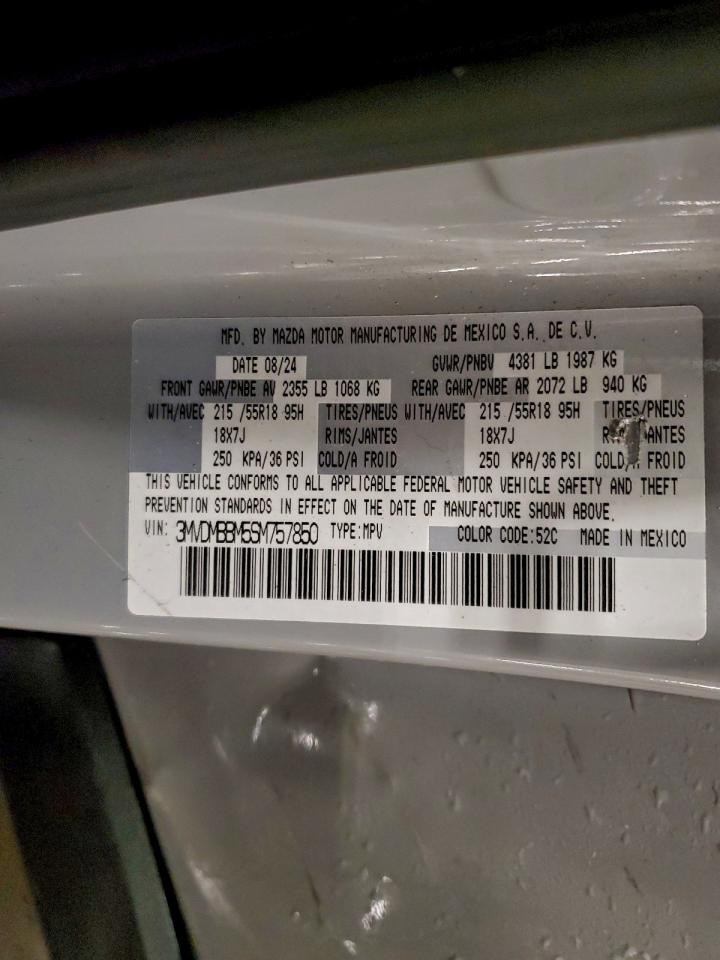 MFD. BY MAZDA MOTOR MANUFACTURING DE MEXICO S.A. DE C.V.
DATE 08/24 GVWR/PNBV 4381 LB 1987 KG
FRONT GAWR/PNBE AV 2355 LB 1068 KG REAR GAWR/PNBE AR 2072 LB 940 KG
WITH/AVEC 215 /55R18 95H TIRES/PNEUS WITH/AVEC 215 /55R18 95H TIRES/PNEUS
18X7J RIMS/JANTES 18X7J
250 KPA/36 PSI COLD/A FROID 250 KPA/36 PSI COLD/A FROID
THIS VEHICLE CONFORMS TO ALL APPLICABLE FEDERAL MOTOR VEHICLE SAFETY AND THEFT
PREVENTION STANDARDS IN EFFECT ON THE DATE OF MANUFACTURE SHOWN ABOVE.
VIN: 3MVDMBBM5SM757850 TYPE:MPV COLOR CODE:52C MADE IN MEXICO